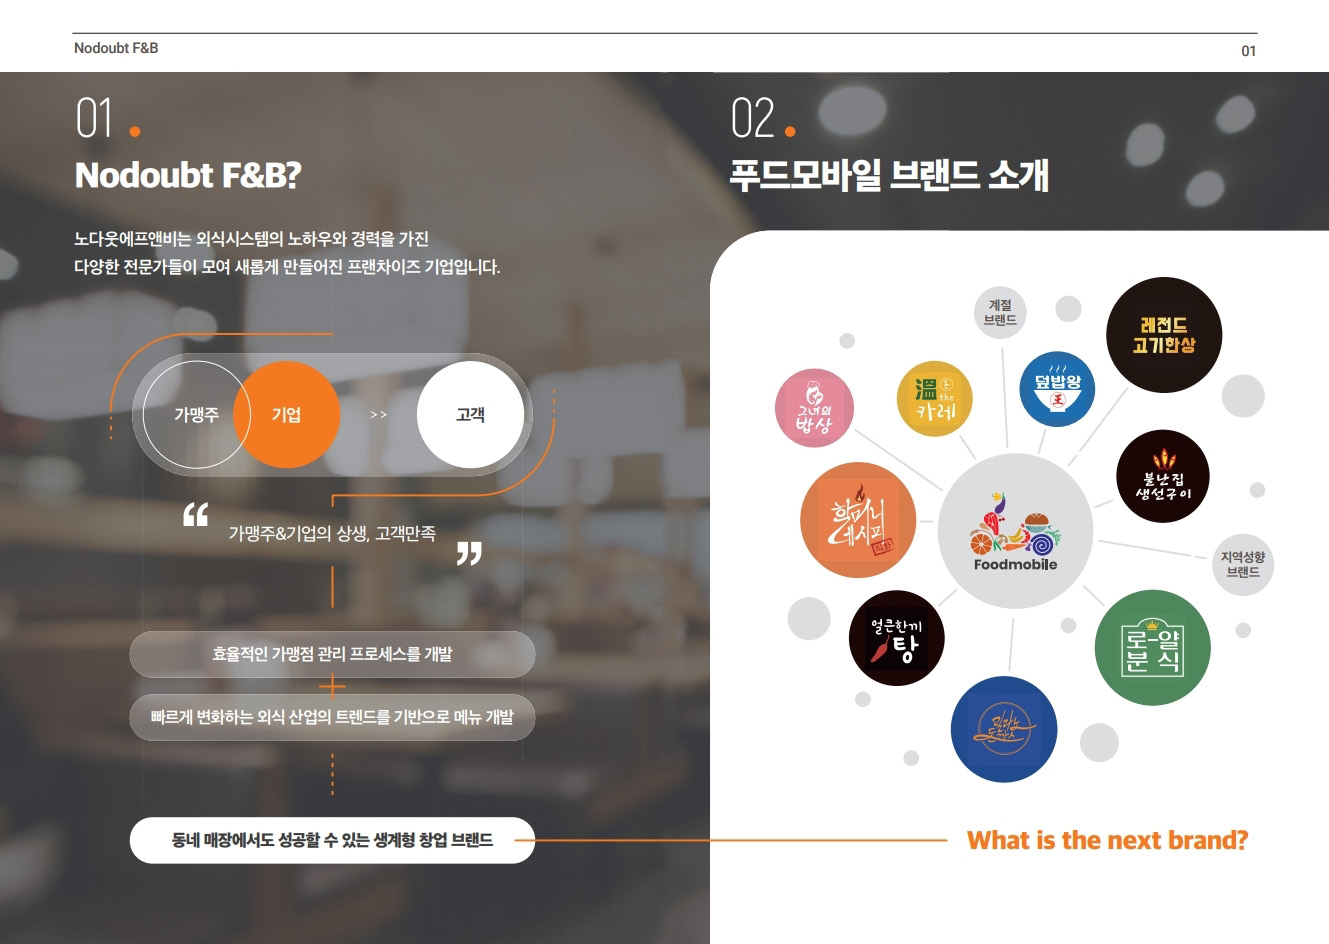 Nodoubt F&B
01
01.
Nodoubt F&B?
노다웃에프앤비는 외식시스템의 노하우와 경력을 가진
다양한 전문가들이 모여 새롭게 만들어진 프랜차이즈 기업입니다.
가맹주
기업
>>
고객
“
가맹주&기업의 상생, 고객만족
”
효율적인 가맹점 관리 프로세스를 개발
+
빠르게 변화하는 외식 산업의 트렌드를 기반으로 메뉴 개발
동네 매장에서도 성공할 수 있는 생계형 창업 브랜드
02.
푸드모바일 브랜드 소개
계절
브랜드
레전드
고기한상
그녀의
밥상
溫
온
the
카레
덮밥왕
王
불난집
생선구이
할머니
레시피
Foodmobile
지역성향
브랜드
얼큰한끼
탕
로-얄
분식
돈까스
What is the next brand?